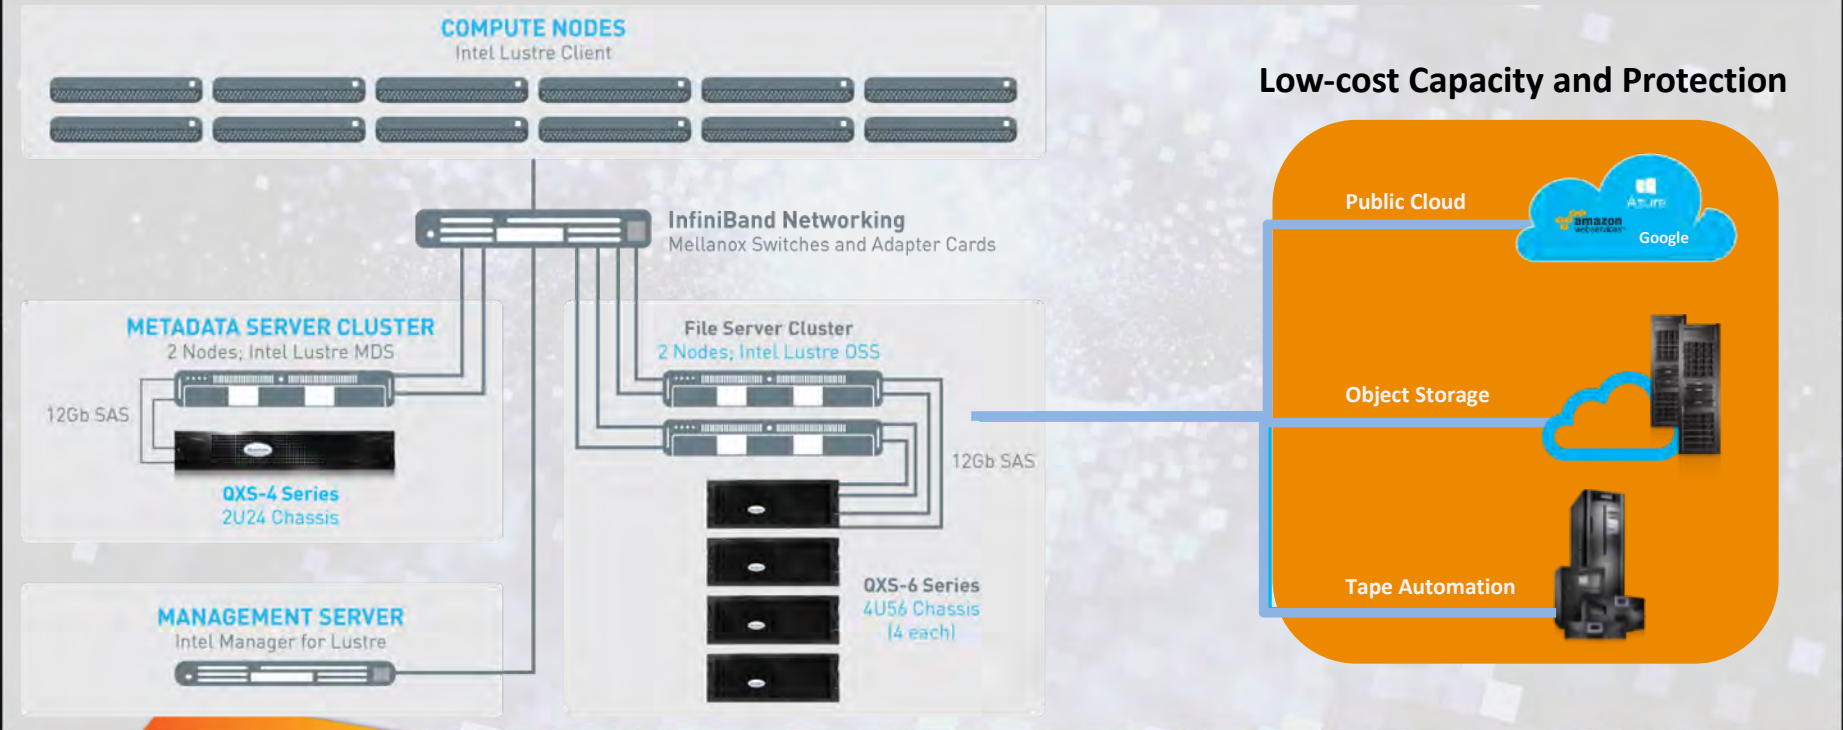 COMPUTE NODES
Intel Lustre Client
Low-cost Capacity and Protection
InfiniBand Networking
Mellanox Switches and Adapter Cards
Public Cloud
Azure
amazon
webservices
Google
METADATA SERVER CLUSTER
2 Nodes; Intel Lustre MDS
12Gb SAS
QXS-4 Series
2U24 Chassis
File Server Cluster
2 Nodes; Intel Lustre OSS
12Gb SAS
QXS-6 Series
4U56 Chassis
(4 each)
Object Storage
Tape Automation
MANAGEMENT SERVER
Intel Manager for Lustre